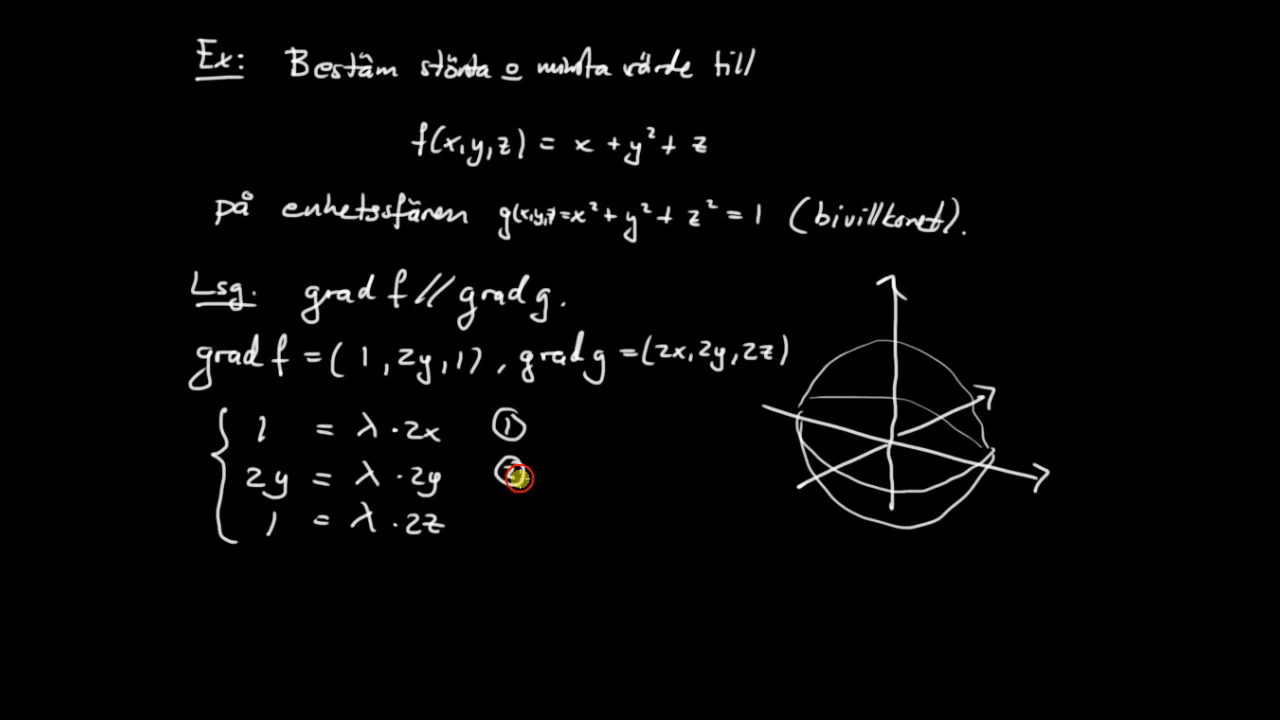 Ex: Bestäm största o minsta värde till
f(x,y,z) = x + y² + z
på enhetssfären g(x,y,z)=x² + y² + z² = 1 (bivillkoret).
Lsg. grad f // grad g.
grad f = (1, 2y, 1), grad g = (2x, 2y, 2z)
1 = λ · 2x ①
2y = λ · 2y ②
1 = λ · 2z